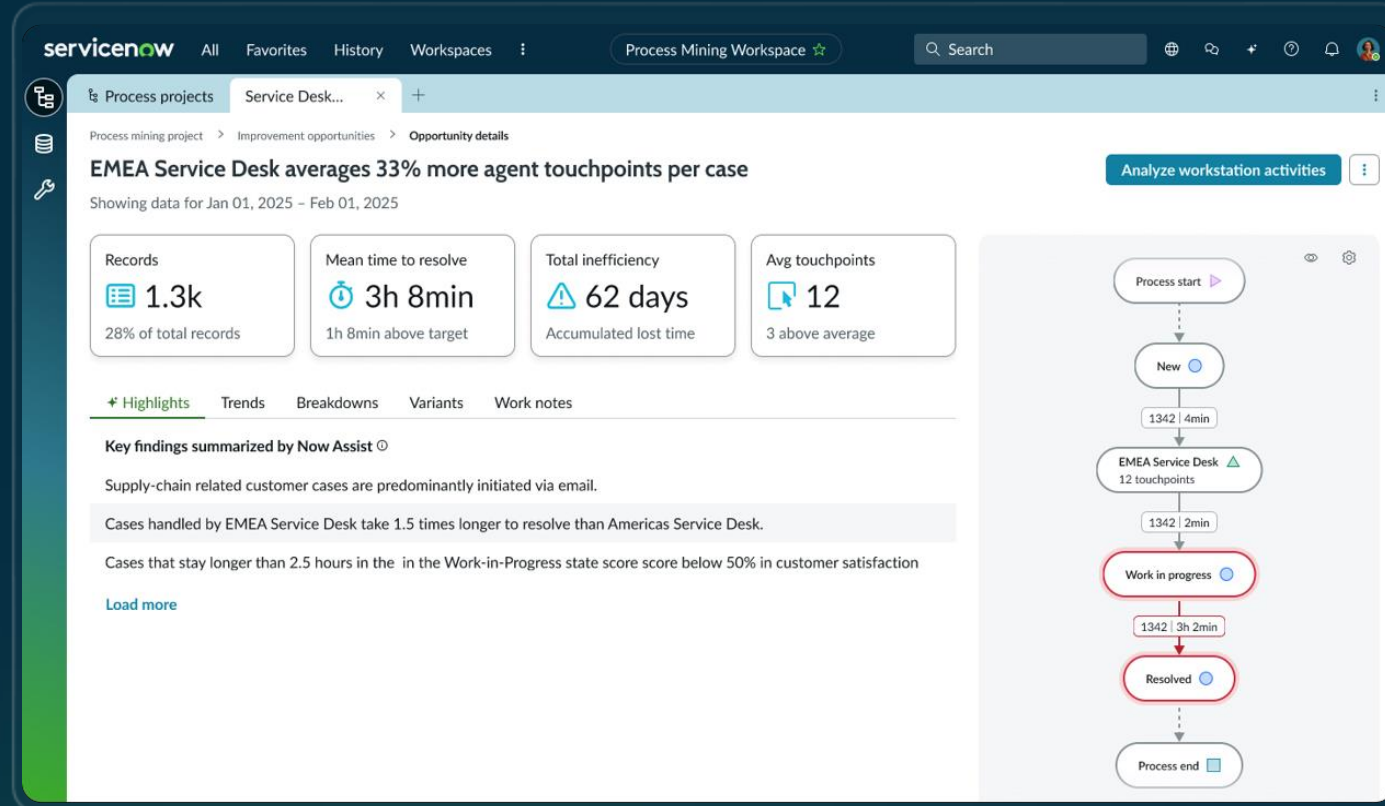 servicenow All Favorites History Workspaces Process Mining Workspace Search
Process projects Service Desk...
Process mining project > Improvement opportunities > Opportunity details
EMEA Service Desk averages 33% more agent touchpoints per case
Analyze workstation activities
Showing data for Jan 01, 2025 – Feb 01, 2025
Records
1.3k
28% of total records
Mean time to resolve
3h 8min
1h 8min above target
Total inefficiency
62 days
Accumulated lost time
Avg touchpoints
12
3 above average
Highlights Trends Breakdowns Variants Work notes
Key findings summarized by Now Assist
Supply-chain related customer cases are predominantly initiated via email.
Cases handled by EMEA Service Desk take 1.5 times longer to resolve than Americas Service Desk.
Cases that stay longer than 2.5 hours in the in the Work-in-Progress state score score below 50% in customer satisfaction
Load more
Process start
New
1342 | 4min
EMEA Service Desk
12 touchpoints
1342 | 2min
Work in progress
1342 | 3h 2min
Resolved
Process end